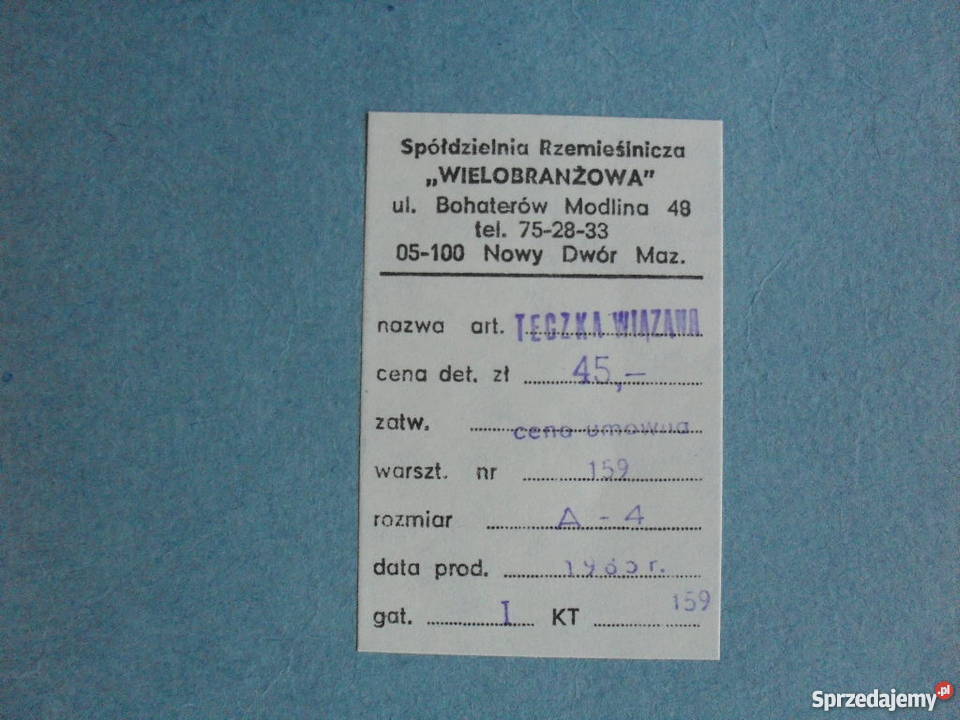 Spółdzielnia Rzemieślnicza
„WIELOBRANŻOWA”
ul. Bohaterów Modlina 48
tel. 75-28-33
05-100 Nowy Dwór Maz.
nazwa art. TECZKA WIĄZANA
cena det. zł 45,—
zatw. cena umowna
warszt. nr 159
rozmiar A - 4
data prod. r.
gat. I KT 159
Sprzedajemy.pl